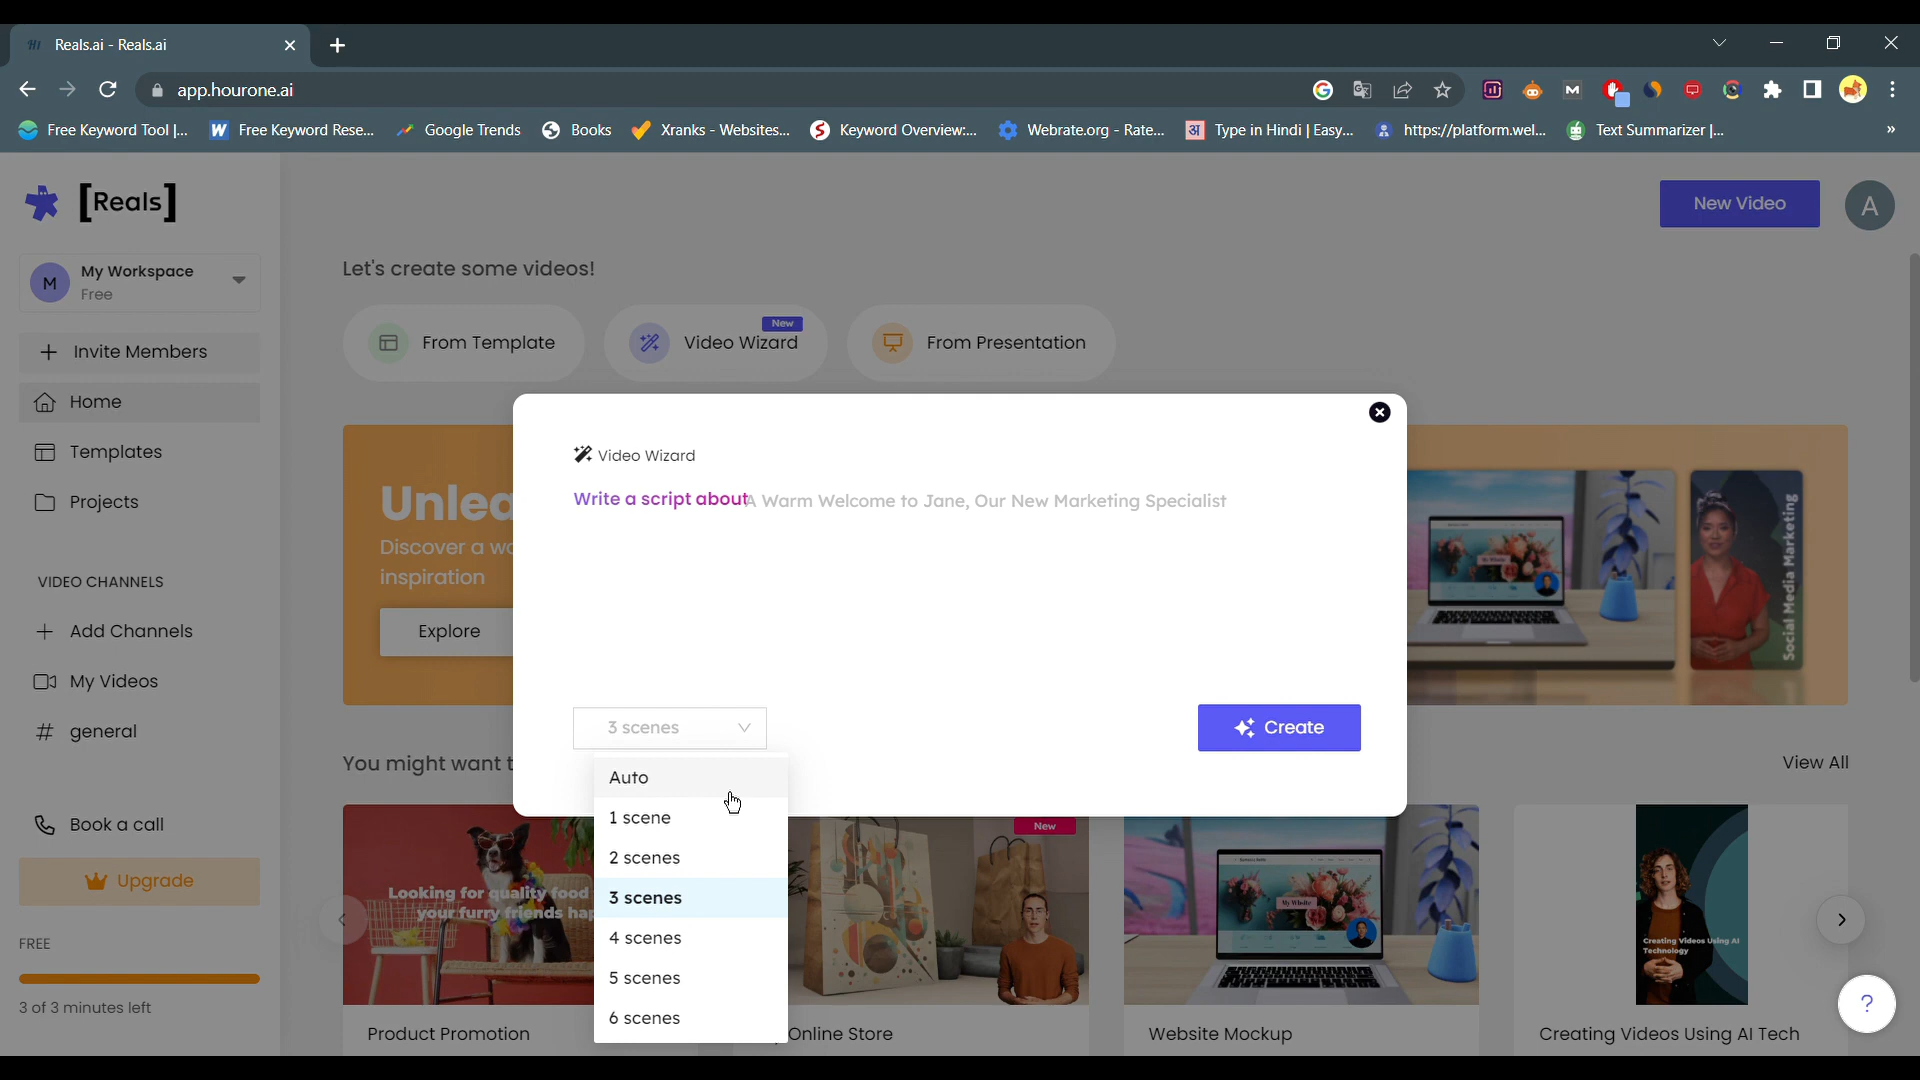 Reals.ai - Reals.ai
app.hourone.ai
Free Keyword Tool |... Free Keyword Rese... Google Trends Books Xranks - Websites... Keyword Overview:... Webrate.org - Rate... Type in Hindi | Easy... https://platform.wel... Text Summarizer |... »
[Reals]
New Video
A
M
My Workspace
Free
Let's create some videos!
Invite Members
From Template
Video Wizard
New
From Presentation
Home
Templates
Projects
Unlea
Discover a wo
inspiration
Explore
Video Wizard
Write a script about
A Warm Welcome to Jane, Our New Marketing Specialist
Social Media Marketing
VIDEO CHANNELS
Add Channels
My Videos
# general
3 scenes
Create
Auto
1 scene
2 scenes
3 scenes
4 scenes
5 scenes
6 scenes
You might want t
View All
Book a call
Upgrade
FREE
3 of 3 minutes left
Looking for quality food
your furry friends hap
New
My Website
Creating Videos Using AI
Technology
?
Product Promotion
Online Store
Website Mockup
Creating Videos Using AI Tech